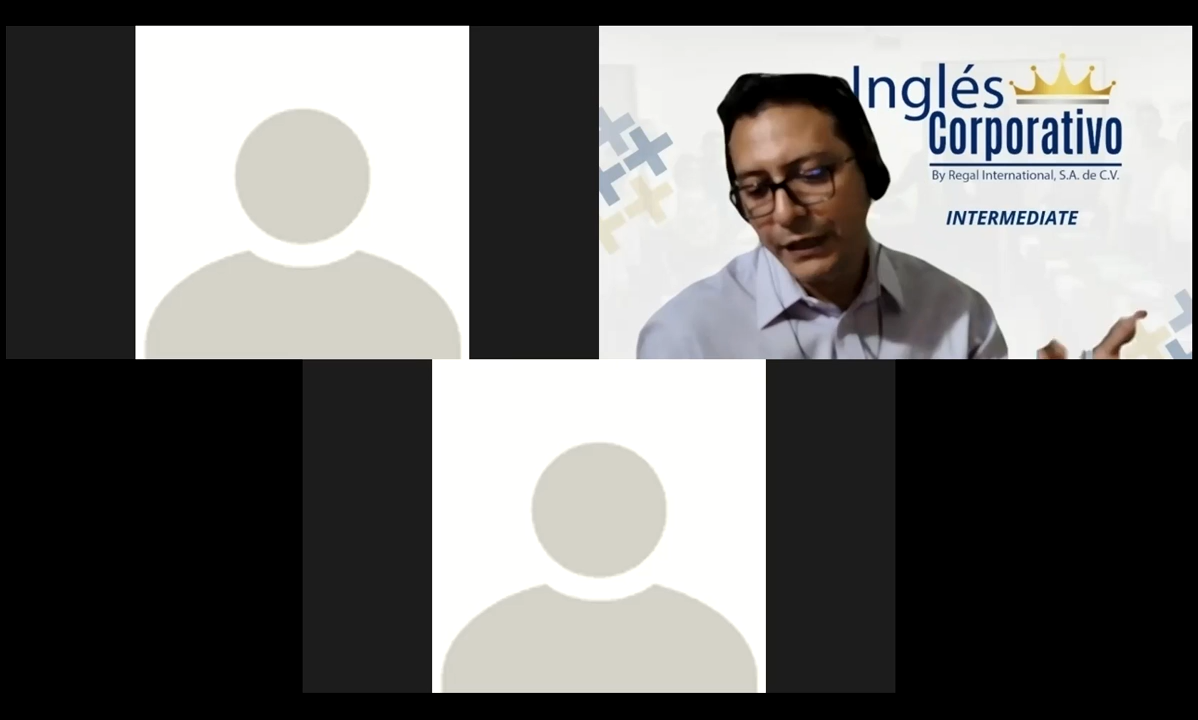 Inglés
Corporativo
By Regal International, S.A. de C.V.
INTERMEDIATE